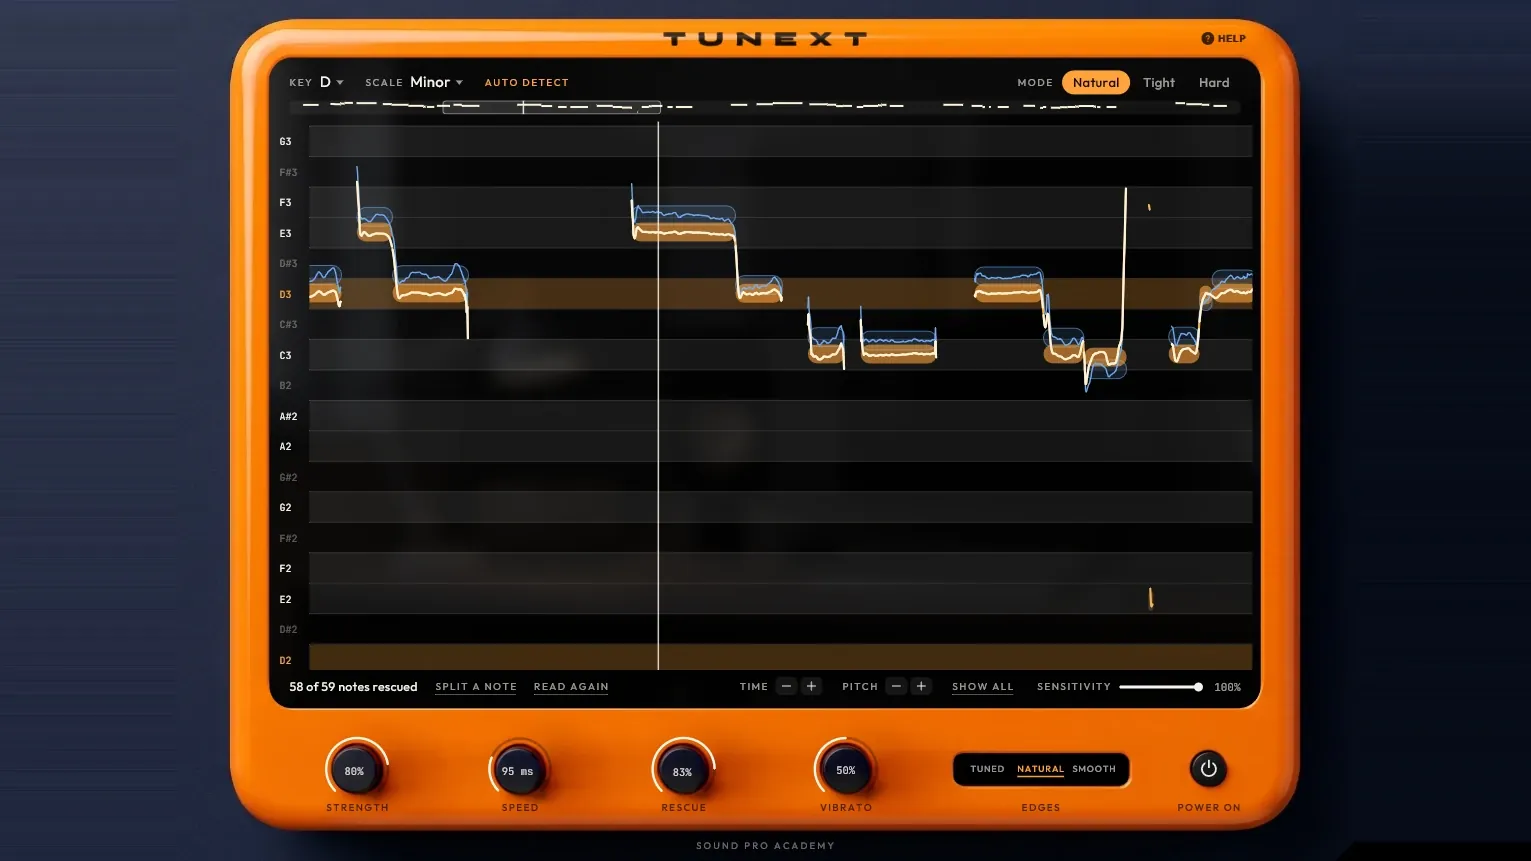 TUNEXT
? HELP
KEY D SCALE Minor AUTO DETECT MODE Natural Tight Hard
G3
F#3
F3
E3
D#3
D3
C#3
C3
B2
A#2
A2
G#2
G2
F#2
F2
E2
D#2
D2
58 of 59 notes rescued SPLIT A NOTE READ AGAIN TIME − + PITCH − + SHOW ALL SENSITIVITY 100%
80% 95 ms 83% 50% TUNED NATURAL SMOOTH
STRENGTH SPEED RESCUE VIBRATO EDGES POWER ON
SOUND PRO ACADEMY